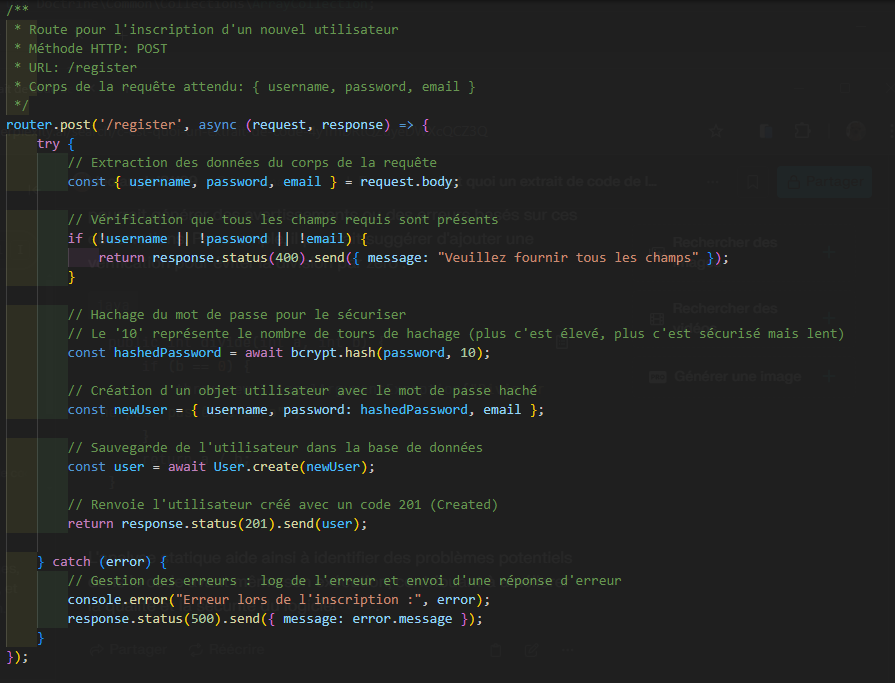 /**
 * Route pour l'inscription d'un nouvel utilisateur
 * Méthode HTTP: POST
 * URL: /register
 * Corps de la requête attendu: { username, password, email }
 */
router.post('/register', async (request, response) => {
    try {
        // Extraction des données du corps de la requête
        const { username, password, email } = request.body;

        // Vérification que tous les champs requis sont présents
        if (!username || !password || !email) {
            return response.status(400).send({ message: "Veuillez fournir tous les champs" });
        }

        // Hachage du mot de passe pour le sécuriser
        // Le '10' représente le nombre de tours de hachage (plus c'est élevé, plus c'est sécurisé mais lent)
        const hashedPassword = await bcrypt.hash(password, 10);

        // Création d'un objet utilisateur avec le mot de passe haché
        const newUser = { username, password: hashedPassword, email };

        // Sauvegarde de l'utilisateur dans la base de données
        const user = await User.create(newUser);

        // Renvoie l'utilisateur créé avec un code 201 (Created)
        return response.status(201).send(user);

    } catch (error) {
        // Gestion des erreurs : log de l'erreur et envoi d'une réponse d'erreur
        console.error("Erreur lors de l'inscription :", error);
        response.status(500).send({ message: error.message });
    }
});